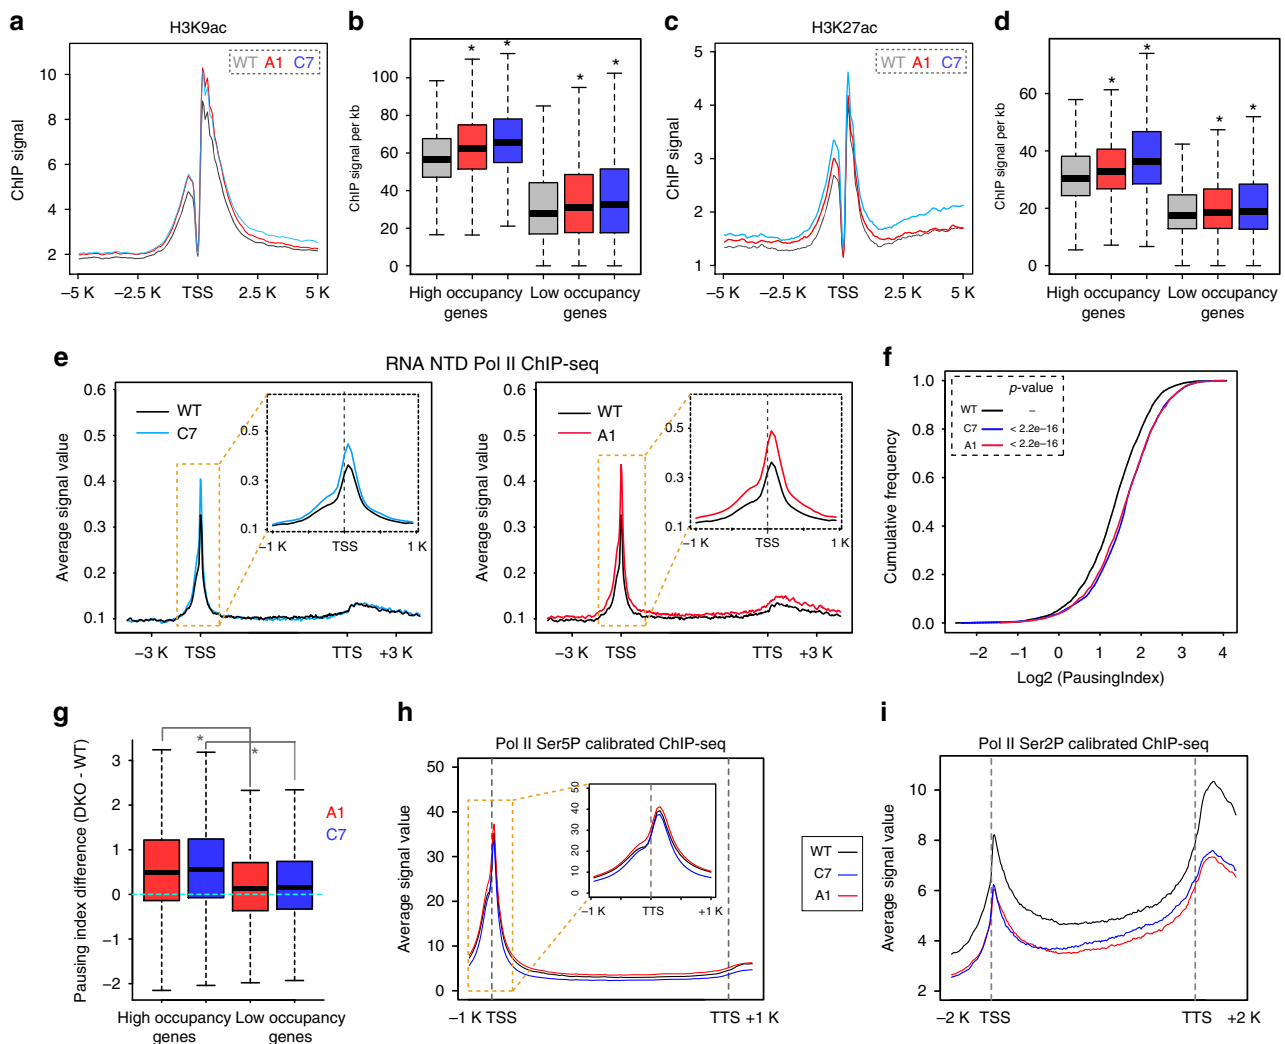 a
H3K9ac
WT A1 C7
ChIP signal
10
8
6
4
2
–5 K –2.5 K TSS 2.5 K 5 K
b
ChIP signal per kb
100
80
60
40
20
0
* * * *
High occupancy genes
Low occupancy genes
c
H3K27ac
WT A1 C7
ChIP signal
5
4
3
2
1
–5 K –2.5 K TSS 2.5 K 5 K
d
ChIP signal per kb
60
40
20
0
* * * *
High occupancy genes
Low occupancy genes
e
RNA NTD Pol II ChIP-seq
Average signal value
0.6
0.5
0.4
0.3
0.2
0.1
WT
C7
0.5
0.3
0.1
–1 K TSS 1 K
–3 K TSS TTS +3 K
Average signal value
0.6
0.5
0.4
0.3
0.2
0.1
WT
A1
0.5
0.3
0.1
–1 K TSS 1 K
–3 K TSS TTS +3 K
f
Cumulative frequency
1.0
0.8
0.6
0.4
0.2
0.0
p-value
WT –
C7 < 2.2e–16
A1 < 2.2e–16
–2 –1 0 1 2 3 4
Log2 (PausingIndex)
g
Pausing index difference (DKO - WT)
3
2
1
0
–1
–2
* *
A1
C7
High occupancy genes
Low occupancy genes
h
Pol II Ser5P calibrated ChIP-seq
Average signal value
50
40
30
20
10
0
50
40
30
20
10
0
–1 K TTS +1 K
–1 K TSS TTS +1 K
WT
C7
A1
i
Pol II Ser2P calibrated ChIP-seq
Average signal value
10
8
6
4
2
–2 K TSS TTS +2 K